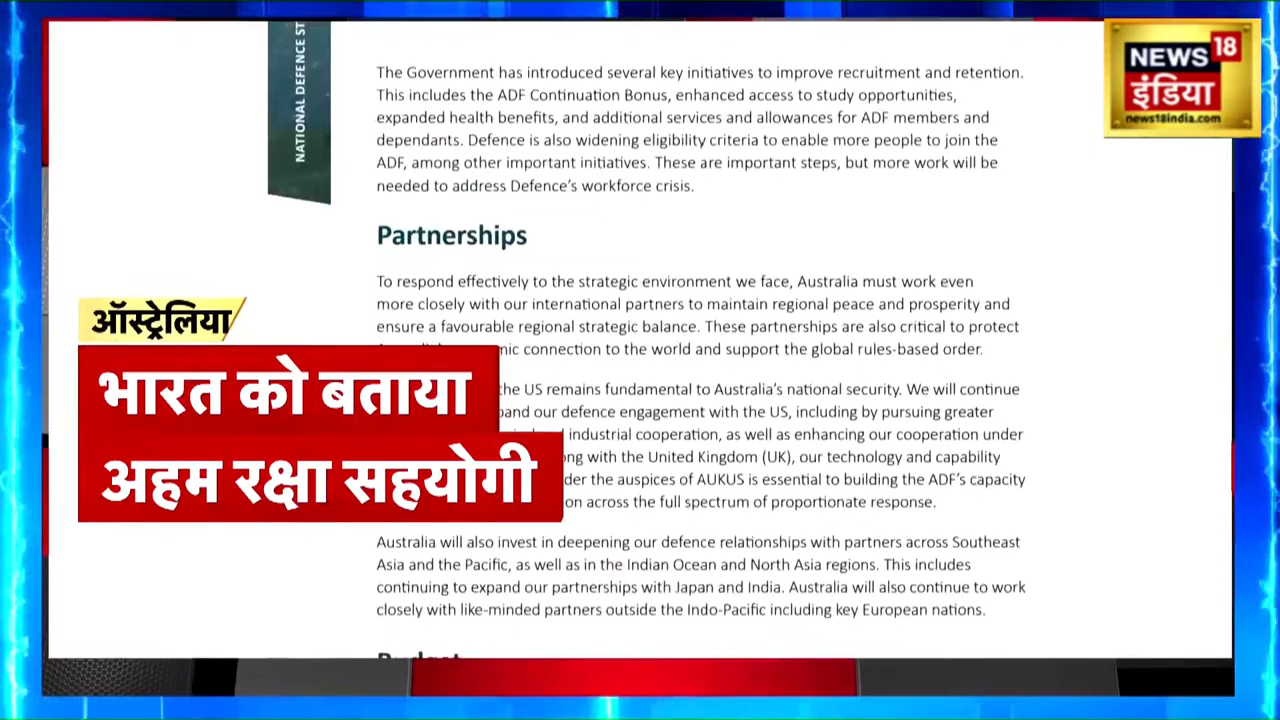 NATIONAL DEFENCE ST
NEWS 18
इंडिया
news18india.com
The Government has introduced several key initiatives to improve recruitment and retention.
This includes the ADF Continuation Bonus, enhanced access to study opportunities,
expanded health benefits, and additional services and allowances for ADF members and
dependants. Defence is also widening eligibility criteria to enable more people to join the
ADF, among other important initiatives. These are important steps, but more work will be
needed to address Defence's workforce crisis.
Partnerships
To respond effectively to the strategic environment we face, Australia must work even
more closely with our international partners to maintain regional peace and prosperity and
ensure a favourable regional strategic balance. These partnerships are also critical to protect
connection to the world and support the global rules-based order.
the US remains fundamental to Australia's national security. We will continue
our defence engagement with the US, including by pursuing greater
industrial cooperation, as well as enhancing our cooperation under
with the United Kingdom (UK), our technology and capability
the auspices of AUKUS is essential to building the ADF's capacity
on across the full spectrum of proportionate response.
Australia will also invest in deepening our defence relationships with partners across Southeast
Asia and the Pacific, as well as in the Indian Ocean and North Asia regions. This includes
continuing to expand our partnerships with Japan and India. Australia will also continue to work
closely with like-minded partners outside the Indo-Pacific including key European nations.
ऑस्ट्रेलिया
भारत को बताया
अहम रक्षा सहयोगी